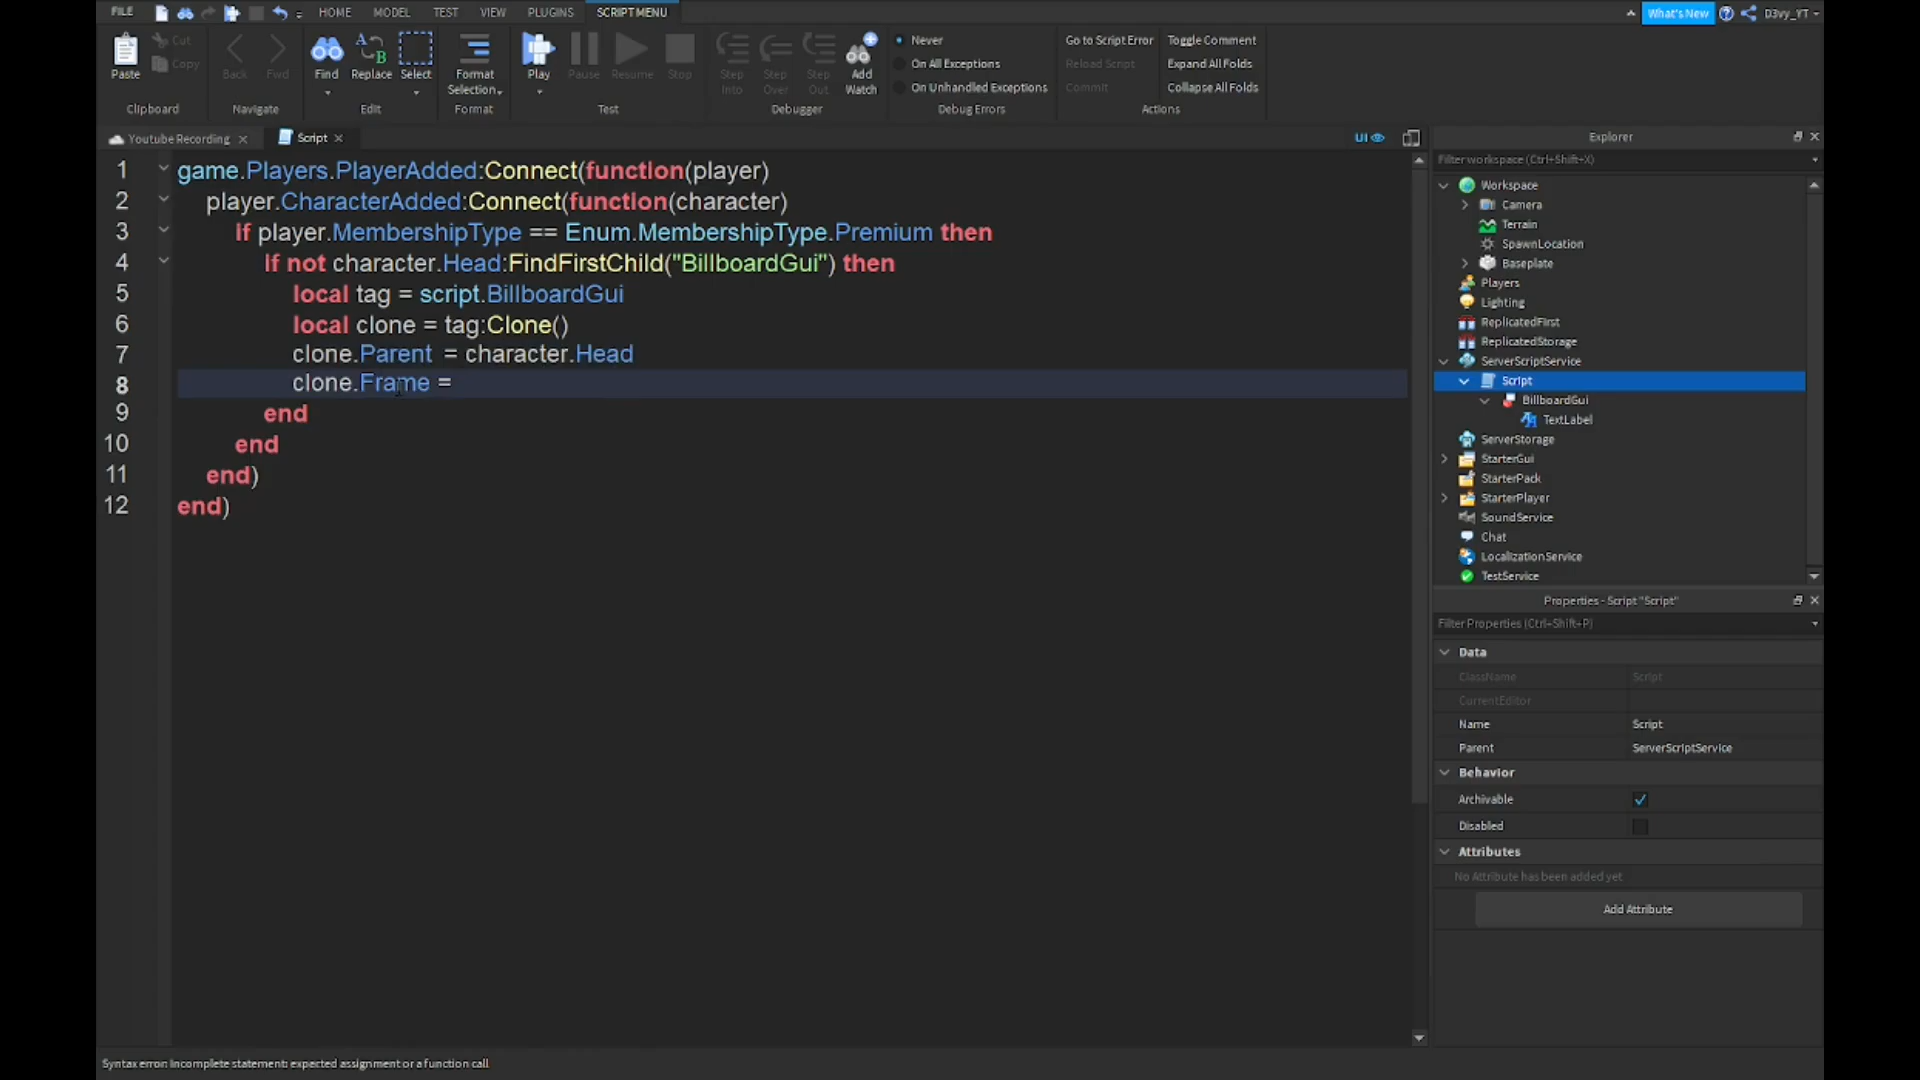 FILE HOME MODEL TEST VIEW PLUGINS SCRIPT MENU What's New D3vy_YT
Cut
Copy
Paste Back Fwd Find Replace Select Format Selection Play Pause Resume Stop Step Into Step Over Step Out Add Watch
Never
On All Exceptions
On Unhandled Exceptions
Go to Script Error Toggle Comment
Reload Script Expand All Folds
Commit Collapse All Folds
Clipboard Navigate Edit Format Test Debugger Debug Errors Actions
Youtube Recording Script UI
1 game.Players.PlayerAdded:Connect(function(player)
2 player.CharacterAdded:Connect(function(character)
3 if player.MembershipType == Enum.MembershipType.Premium then
4 if not character.Head:FindFirstChild("BillboardGui") then
5 local tag = script.BillboardGui
6 local clone = tag:Clone()
7 clone.Parent = character.Head
8 clone.Frame =
9 end
10 end
11 end)
12 end)
Explorer
Filter workspace (Ctrl+Shift+X)
Workspace
Camera
Terrain
SpawnLocation
Baseplate
Players
Lighting
ReplicatedFirst
ReplicatedStorage
ServerScriptService
Script
BillboardGui
TextLabel
ServerStorage
StarterGui
StarterPack
StarterPlayer
SoundService
Chat
LocalizationService
TestService
Properties - Script "Script"
Filter Properties (Ctrl+Shift+P)
Data
ClassName Script
CurrentEditor
Name Script
Parent ServerScriptService
Behavior
Archivable
Disabled
Attributes
No Attribute has been added yet
Add Attribute
Syntax error: Incomplete statement: expected assignment or a function call